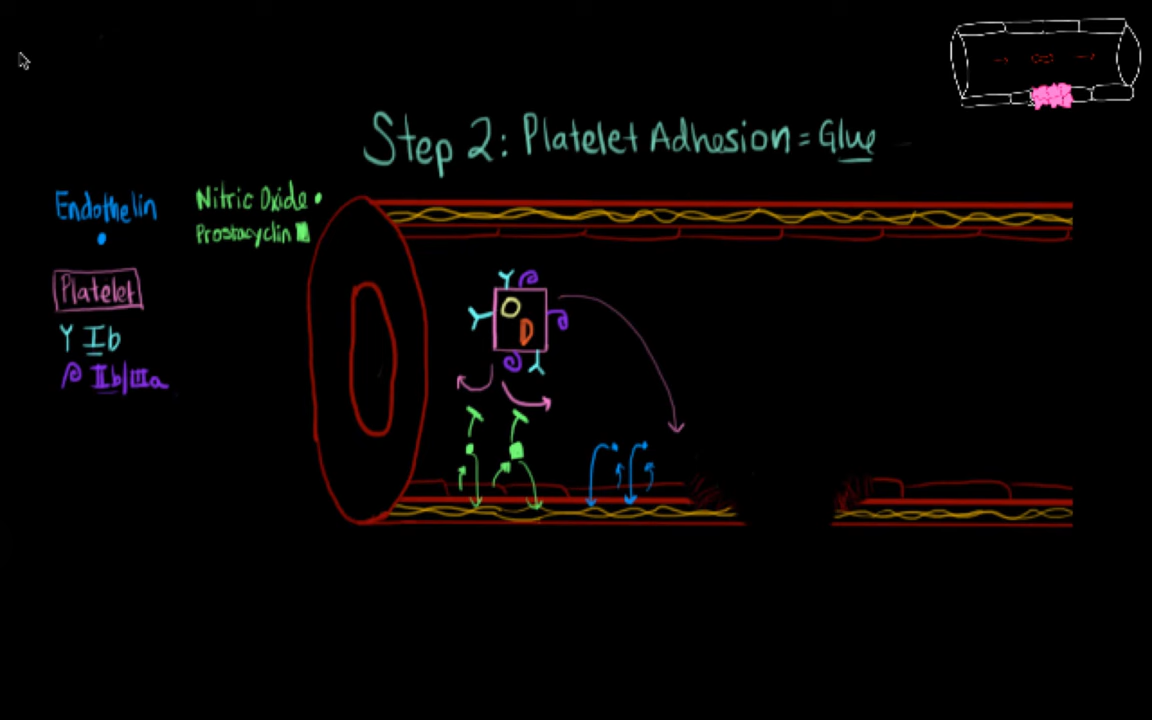 Step 2: Platelet Adhesion = Glue
Endothelin
Nitric Oxide
Prostacyclin
Platelet
Ib
IIb/IIIa
O
D